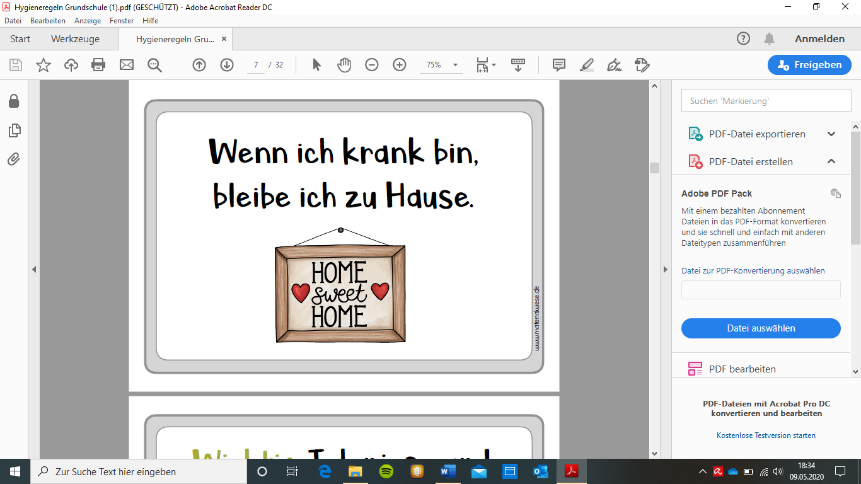 Hygieneregeln Grundschule (1).pdf (GESCHÜTZT) - Adobe Acrobat Reader DC
Datei Bearbeiten Anzeige Fenster Hilfe
Start Werkzeuge Hygieneregeln Gru... × Anmelden
7 / 32 75% Freigeben
Wenn ich krank bin,
bleibe ich zu Hause.
HOME
sweet
HOME
Suchen 'Markierung'
PDF-Datei exportieren
PDF-Datei erstellen
Adobe PDF Pack
Mit einem bezahlten Abonnement
Dateien in das PDF-Format konvertieren
und sie schnell und einfach mit anderen
Dateitypen zusammenführen
Datei zur PDF-Konvertierung auswählen
Datei auswählen
PDF bearbeiten
PDF-Dateien mit Acrobat Pro DC
konvertieren und bearbeiten
Kostenlose Testversion starten
Zur Suche Text hier eingeben
18:34
09.05.2020